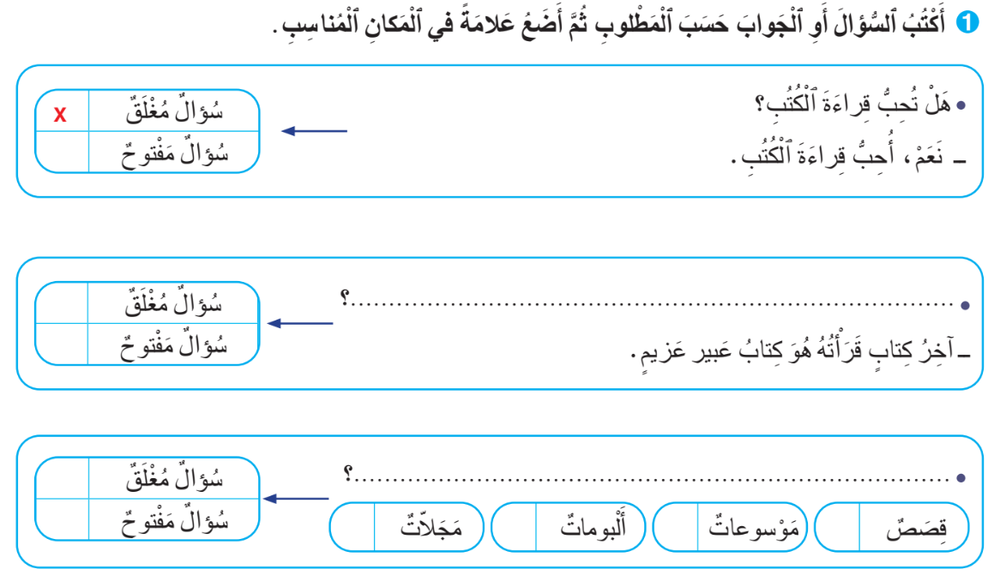 1 أَكْتُبُ ٱلسُّؤالَ أَوِ ٱلْجَوابَ حَسَبَ ٱلْمَطْلوبِ ثُمَّ أَضَعُ عَلامَةً في ٱلْمَكانِ ٱلْمُناسِبِ.
• هَلْ تُحِبُّ قِراءَةَ ٱلْكُتُبِ؟
– نَعَمْ، أُحِبُّ قِراءَةَ ٱلْكُتُبِ.
سُؤالٌ مُغْلَقٌ X
سُؤالٌ مَفْتوحٌ
• ..............................................................................؟
– آخِرُ كِتابٍ قَرَأْتُهُ هُوَ كِتابُ عَبير عَزيمٍ.
سُؤالٌ مُغْلَقٌ
سُؤالٌ مَفْتوحٌ
• .............................................................................؟
قِصَصٌ مَوْسوعاتٌ أَلْبوماتٌ مَجَلاّتٌ
سُؤالٌ مُغْلَقٌ
سُؤالٌ مَفْتوحٌ